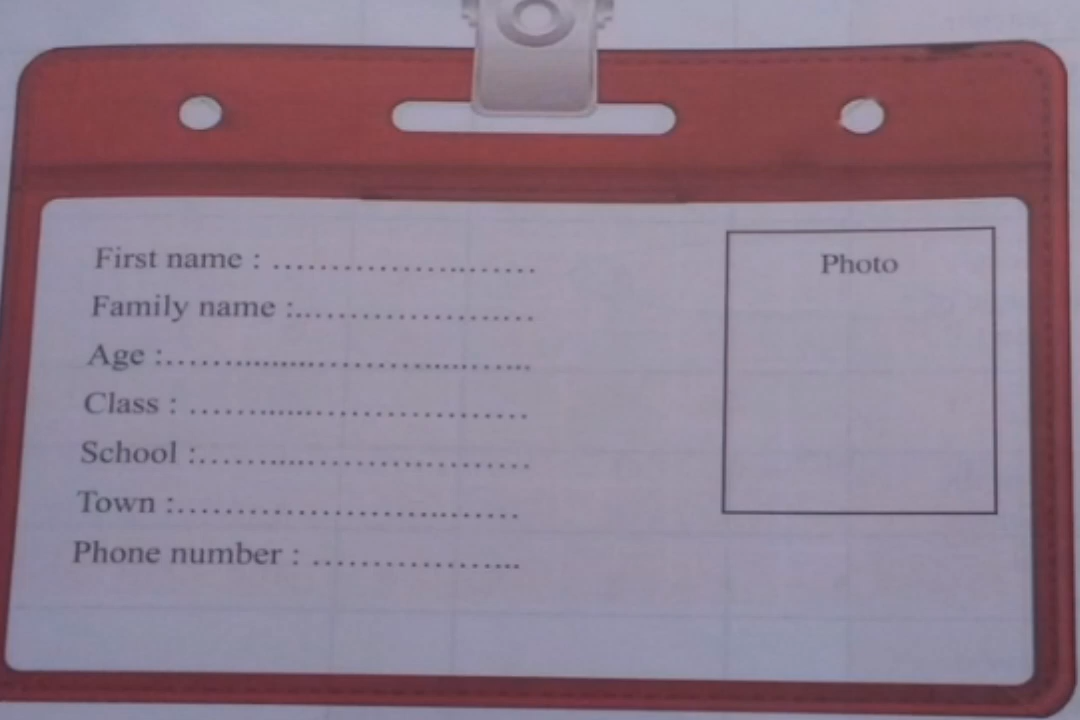 First name : ..............................
Family name :..............................
Age :........................................
Class : .....................................
School :.....................................
Town :.......................................
Phone number : ........................
Photo